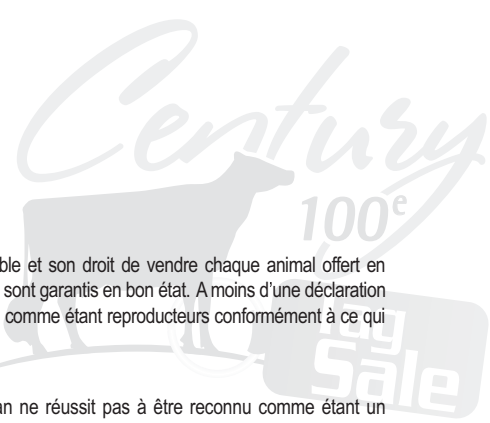 Century
100e
ble et son droit de vendre chaque animal offert en
sont garantis en bon état. A moins d'une déclaration
comme étant reproducteurs conformément à ce qui
Tag
Sale
an ne réussit pas à être reconnu comme étant un